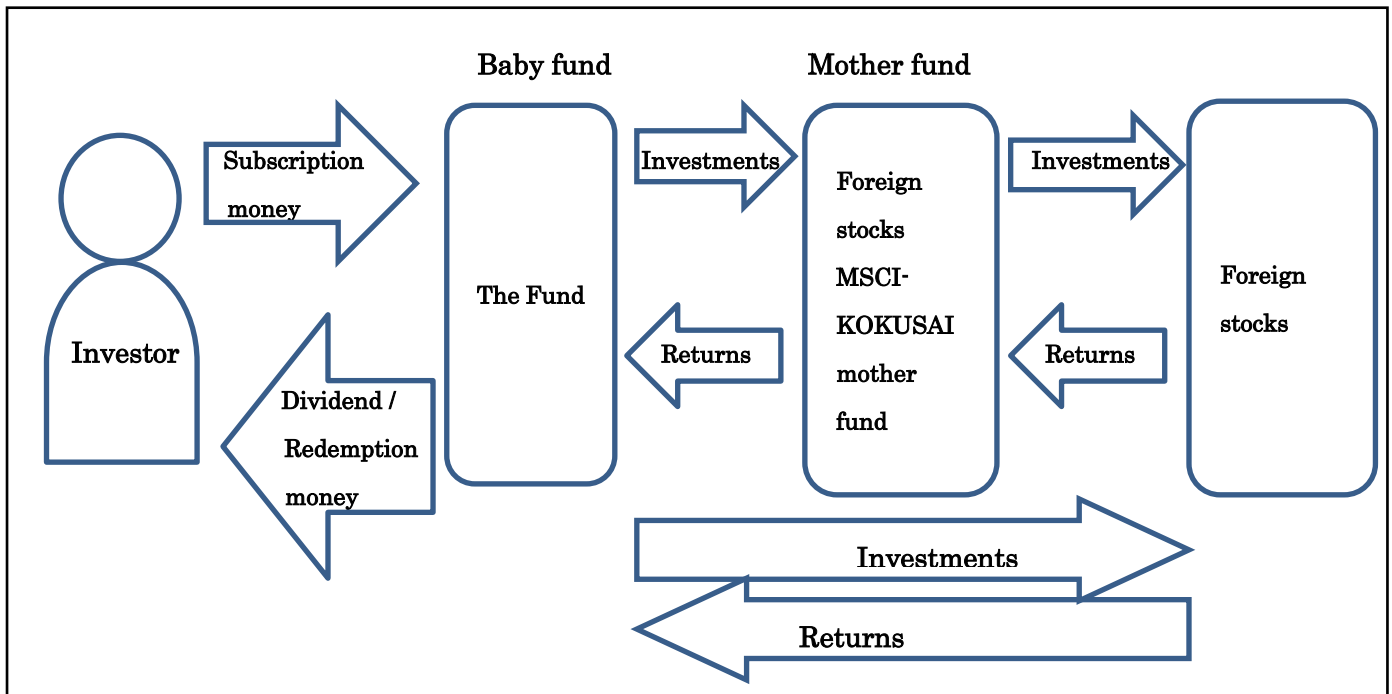 Baby fund
Mother fund
Subscription
money
Investments
Investments
Foreign
stocks
MSCI-
KOKUSAI
mother
fund
The Fund
Foreign
stocks
Investor
Returns
Returns
Dividend /
Redemption
money
Investments
Returns